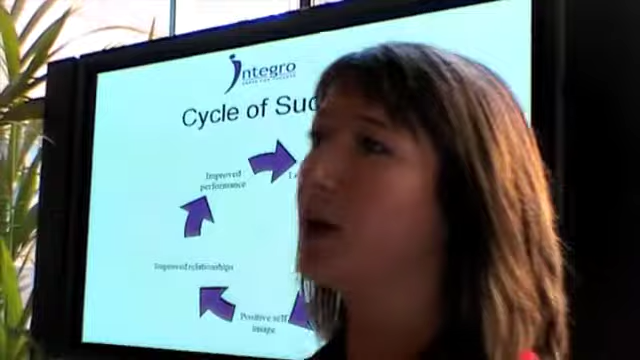 Integro
Cycle of Suc
Improved
performance
Improved relationships
Positive self
image